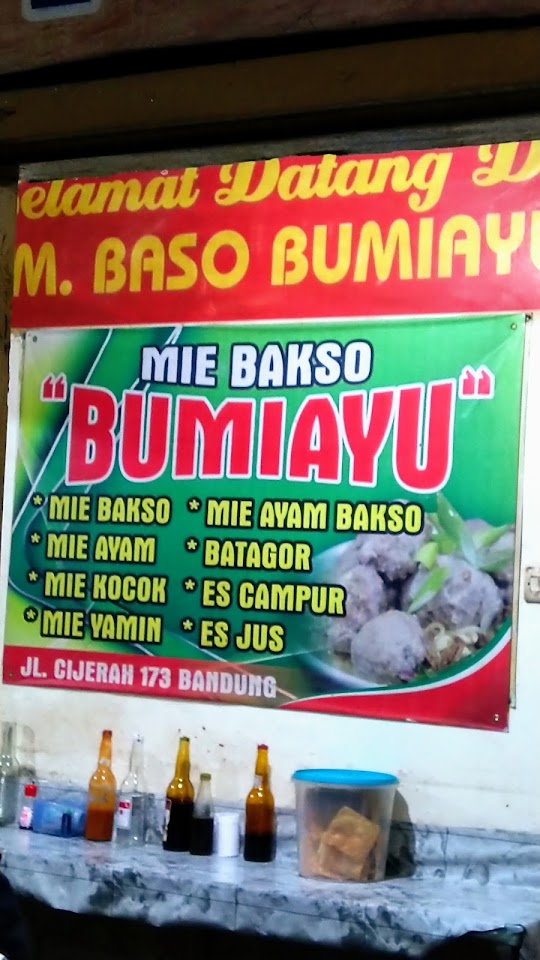 Selamat Datang D
M. BASO BUMIAYU
MIE BAKSO
"BUMIAYU"
* MIE BAKSO * MIE AYAM BAKSO
* MIE AYAM * BATAGOR
* MIE KOCOK * ES CAMPUR
* MIE YAMIN * ES JUS
JL. CIJERAH 173 BANDUNG